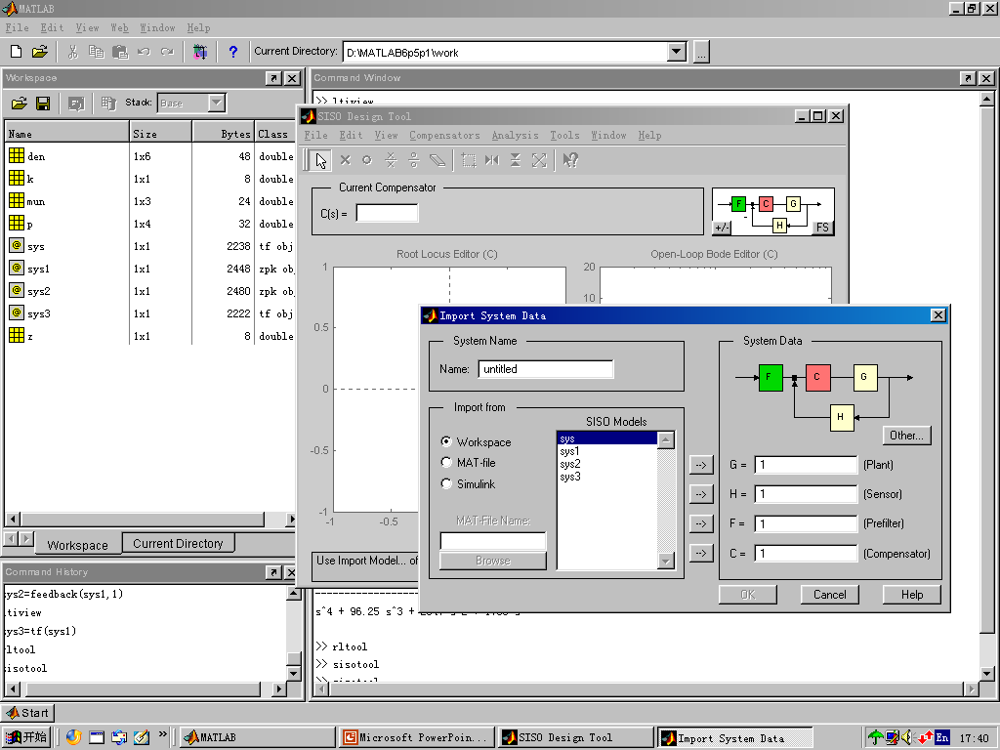 MATLAB
File Edit View Web Window Help
Current Directory: D:\MATLAB6p5p1\work ...
Workspace
Stack: Base
Name Size Bytes Class
den 1x6 48 double
k 1x1 8 double
mun 1x3 24 double
p 1x4 32 double
sys 1x1 2238 tf obj
sys1 1x1 2448 zpk ob
sys2 1x1 2480 zpk ob
sys3 1x1 2222 tf obj
z 1x1 8 double
Workspace Current Directory
Command History
sys2=feedback(sys1,1)
ltiview
sys3=tf(sys1)
rltool
sisotool
Command Window
>> ltiview
SISO Design Tool
File Edit View Compensators Analysis Tools Window Help
Current Compensator
C(s) =
F C G
H
+/- FS
Root Locus Editor (C)
1
0.5
0
-0.5
-1
-1 -0.5
Open-Loop Bode Editor (C)
20
10
Use Import Model... of
Import System Data
System Name
Name: untitled
Import from
Workspace
MAT-file
Simulink
MAT-File Name:
Browse
SISO Models
sys
sys1
sys2
sys3
-->
-->
-->
-->
System Data
F C G
H
Other...
G = 1 (Plant)
H = 1 (Sensor)
F = 1 (Prefilter)
C = 1 (Compensator)
OK Cancel Help
s^4 + 96.25 s^3 +
>> rltool
>> sisotool
>> sisotool
Start
开始 » MATLAB Microsoft PowerPoin... SISO Design Tool Import System Data En 17:40